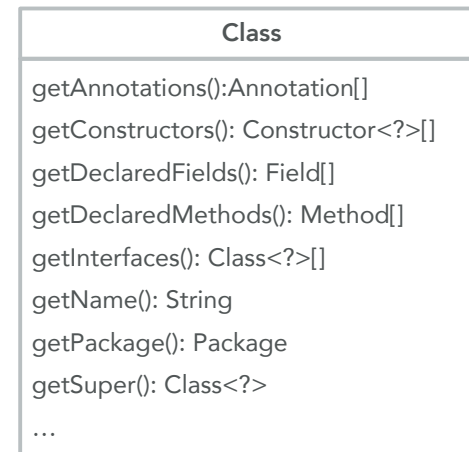 Class
getAnnotations():Annotation[]
getConstructors(): Constructor<?>[]
getDeclaredFields(): Field[]
getDeclaredMethods(): Method[]
getInterfaces(): Class<?>[]
getName(): String
getPackage(): Package
getSuper(): Class<?>
…